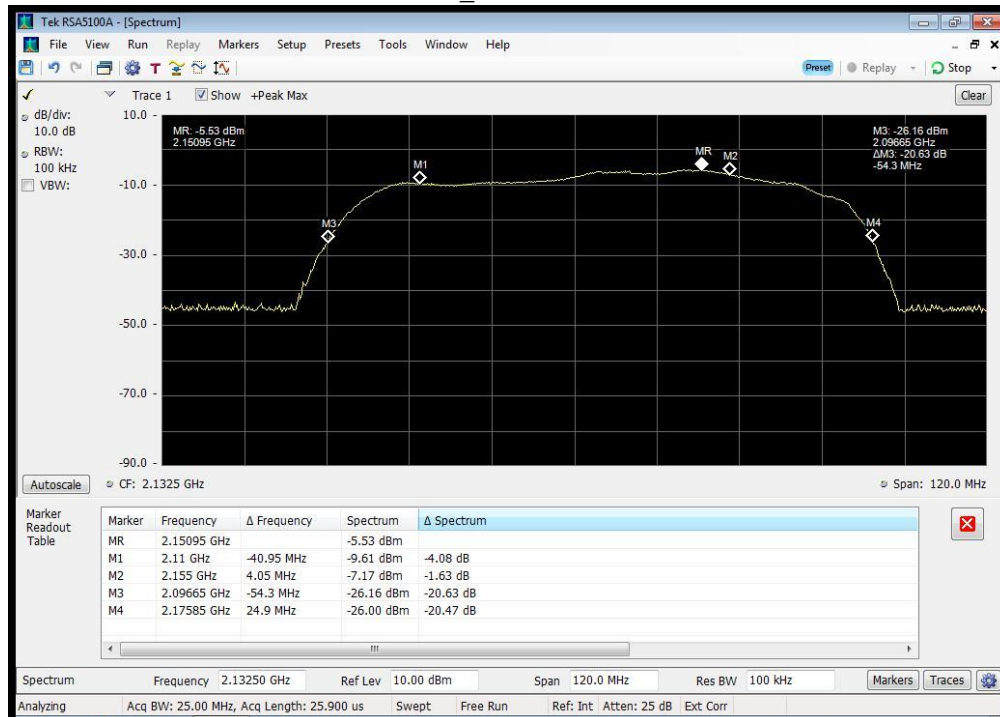 Tek RSA5100A - [Spectrum]
File View Run Replay Markers Setup Presets Tools Window Help
T Preset Replay Stop
Trace 1 Show +Peak Max Clear
dB/div:
10.0 dB
RBW:
100 kHz
VBW:
10.0
-10.0
-30.0
-50.0
-70.0
-90.0
MR: -5.53 dBm
2.15095 GHz
M3: -26.16 dBm
2.09665 GHz
ΔM3: -20.63 dB
-54.3 MHz
M1
MR
M2
M3
M4
Autoscale CF: 2.1325 GHz Span: 120.0 MHz
Marker
Readout
Table
Marker Frequency Δ Frequency Spectrum Δ Spectrum
MR 2.15095 GHz -5.53 dBm
M1 2.11 GHz -40.95 MHz -9.61 dBm -4.08 dB
M2 2.155 GHz 4.05 MHz -7.17 dBm -1.63 dB
M3 2.09665 GHz -54.3 MHz -26.16 dBm -20.63 dB
M4 2.17585 GHz 24.9 MHz -26.00 dBm -20.47 dB
Spectrum Frequency 2.13250 GHz Ref Lev 10.00 dBm Span 120.0 MHz Res BW 100 kHz Markers Traces
Analyzing Acq BW: 25.00 MHz, Acq Length: 25.900 us Swept Free Run Ref: Int Atten: 25 dB Ext Corr